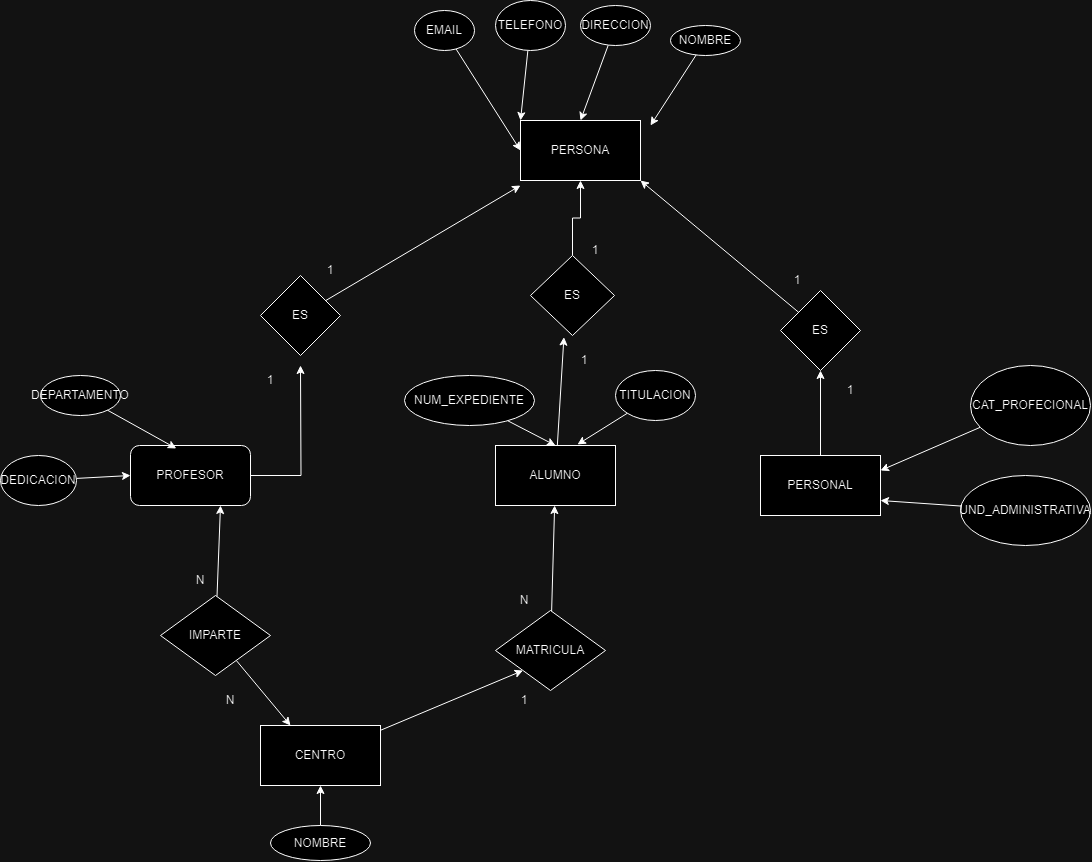 EMAIL
TELEFONO
DIRECCION
NOMBRE
PERSONA
1
1
1
ES
ES
ES
1
1
1
DEPARTAMENTO
NUM_EXPEDIENTE
TITULACION
CAT_PROFECIONAL
DEDICACION
PROFESOR
ALUMNO
PERSONAL
UND_ADMINISTRATIVA
N
N
IMPARTE
MATRICULA
N
1
CENTRO
NOMBRE